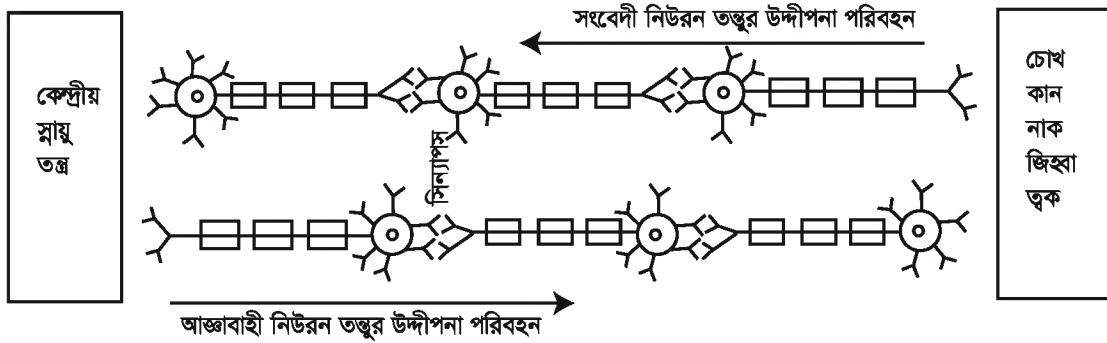 সংবেদী নিউরন তন্তুর উদ্দীপনা পরিবহন
কেন্দ্রীয়
স্নায়ু
তন্ত্র
চোখ
কান
নাক
জিহ্বা
ত্বক
সিন্যাপস
আজ্ঞাবাহী নিউরন তন্তুর উদ্দীপনা পরিবহন